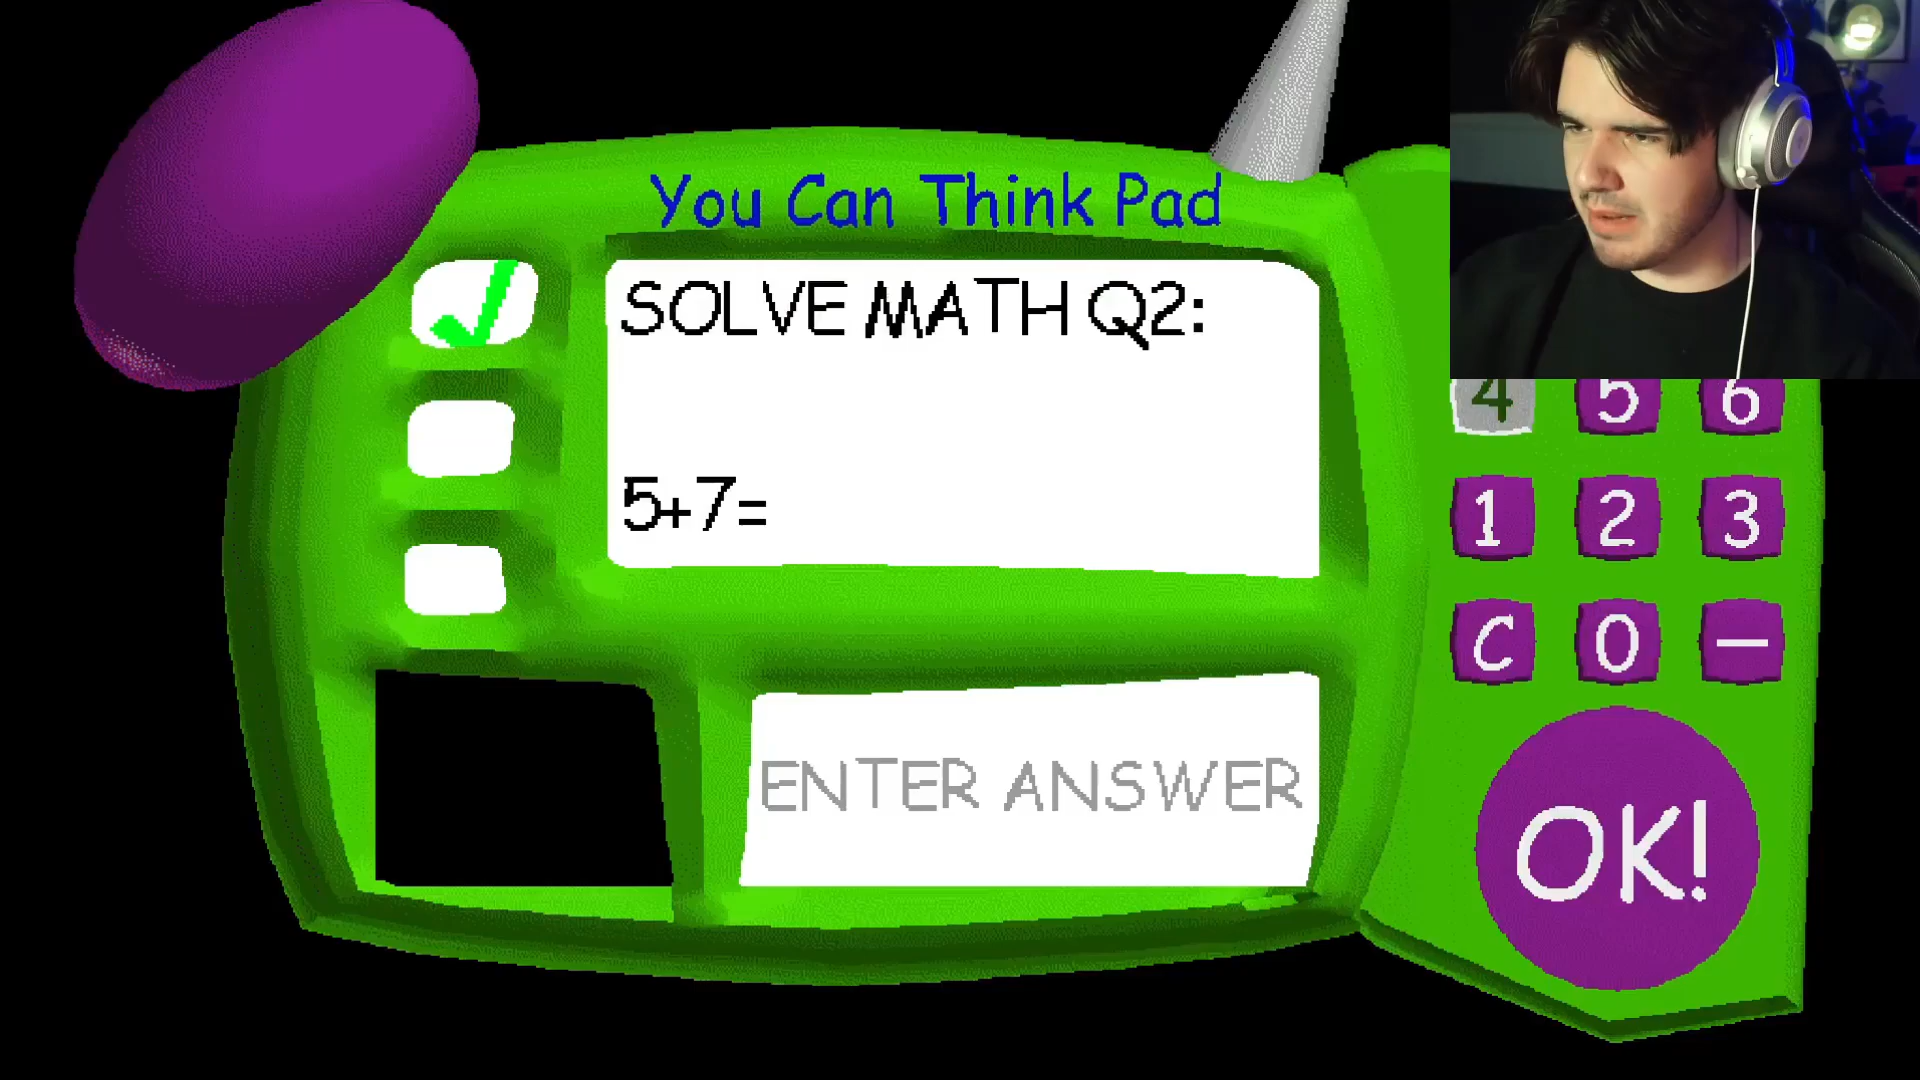 You Can Think Pad
SOLVE MATH Q2:
5+7=
4 5 6
1 2 3
C 0 —
ENTER ANSWER
OK!